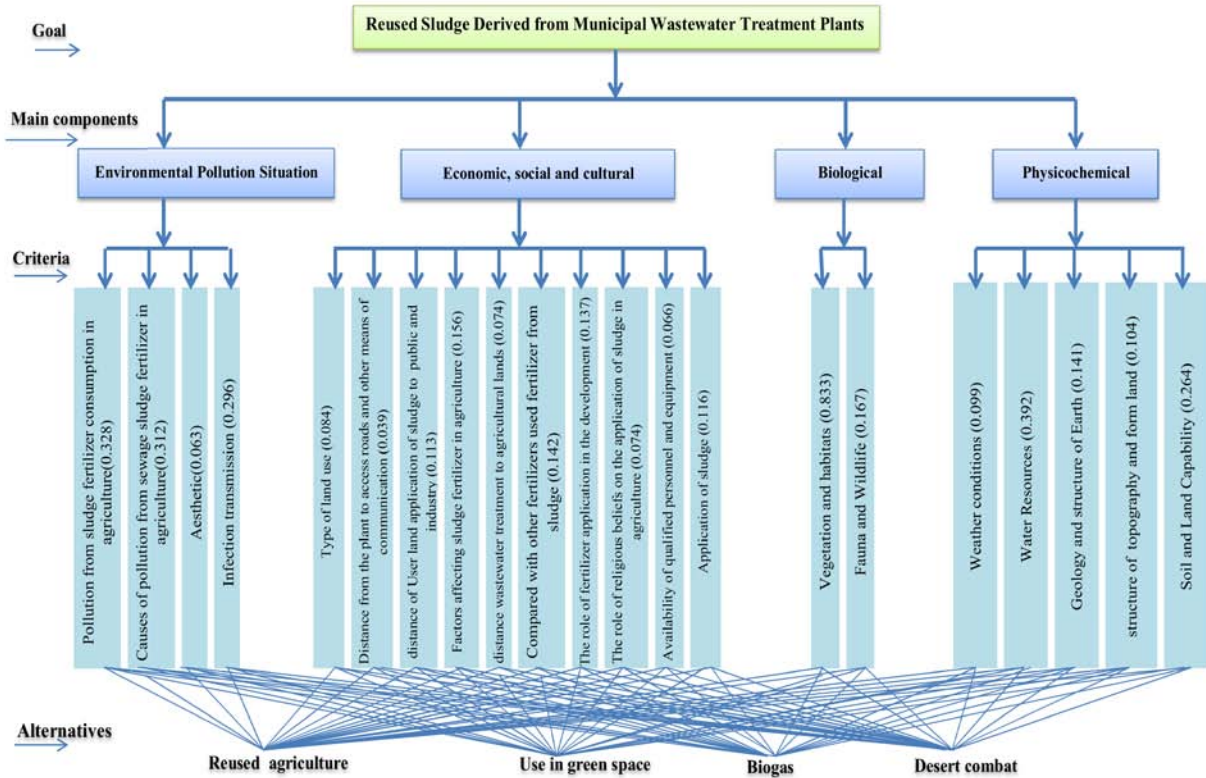 Goal
Reused Sludge Derived from Municipal Wastewater Treatment Plants
Main components
Environmental Pollution Situation
Economic, social and cultural
Biological
Physicochemical
Criteria
Pollution from sludge fertilizer consumption in
agriculture(0.328)
Causes of pollution from sewage sludge fertilizer in
agriculture(0.312)
Aesthetic(0.063)
Infection transmission (0.296)
Type of land use (0.084)
Distance from the plant to access roads and other means of
communication (0.039)
distance of User land application of sludge to public and
industry (0.113)
Factors affecting sludge fertilizer in agriculture (0.156)
distance wastewater treatment to agricultural lands (0.074)
Compared with other fertilizers used fertilizer from
sludge (0.142)
The role of fertilizer application in the development (0.137)
The role of religious beliefs on the application of sludge in
agriculture (0.074)
Availability of qualified personnel and equipment (0.066)
Application of sludge (0.116)
Vegetation and habitats (0.833)
Fauna and Wildlife (0.167)
Weather conditions (0.099)
Water Resources (0.392)
Geology and structure of Earth (0.141)
structure of topography and form land (0.104)
Soil and Land Capability (0.264)
Alternatives
Reused agriculture
Use in green space
Biogas
Desert combat